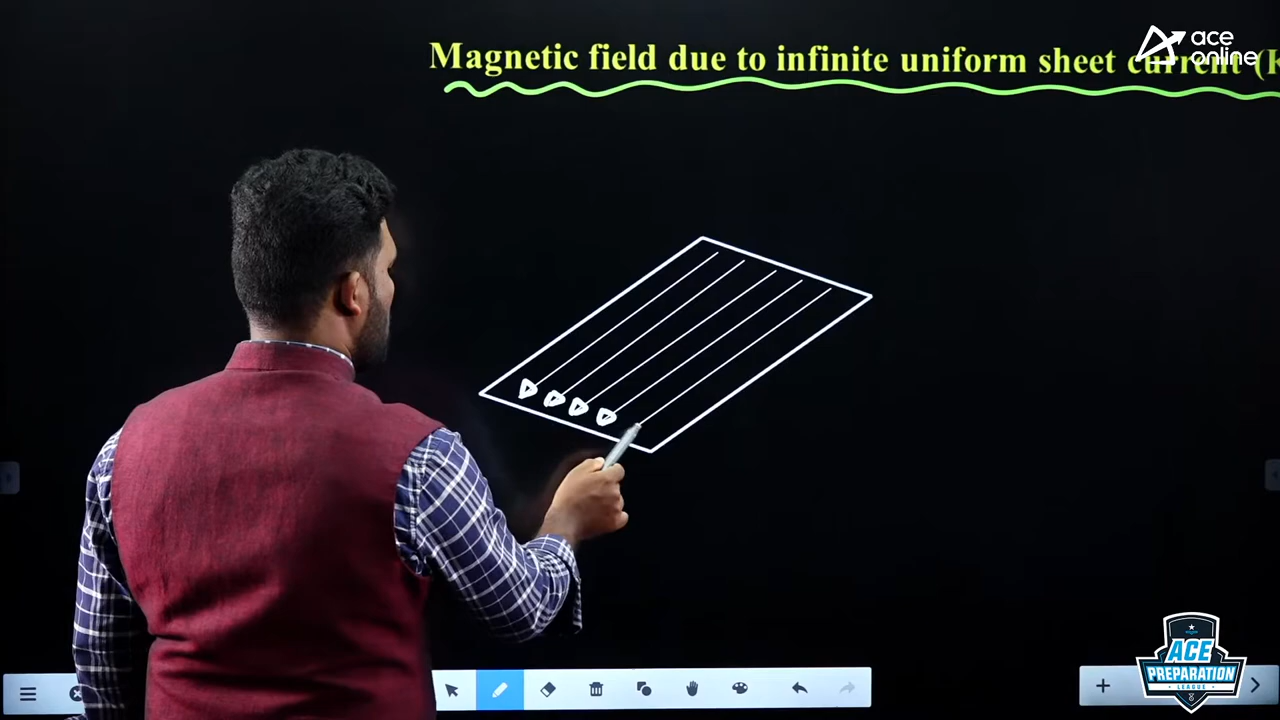 Magnetic field due to infinite uniform sheet current (K
ace
online
ACE
PREPARATION
LEAGUE